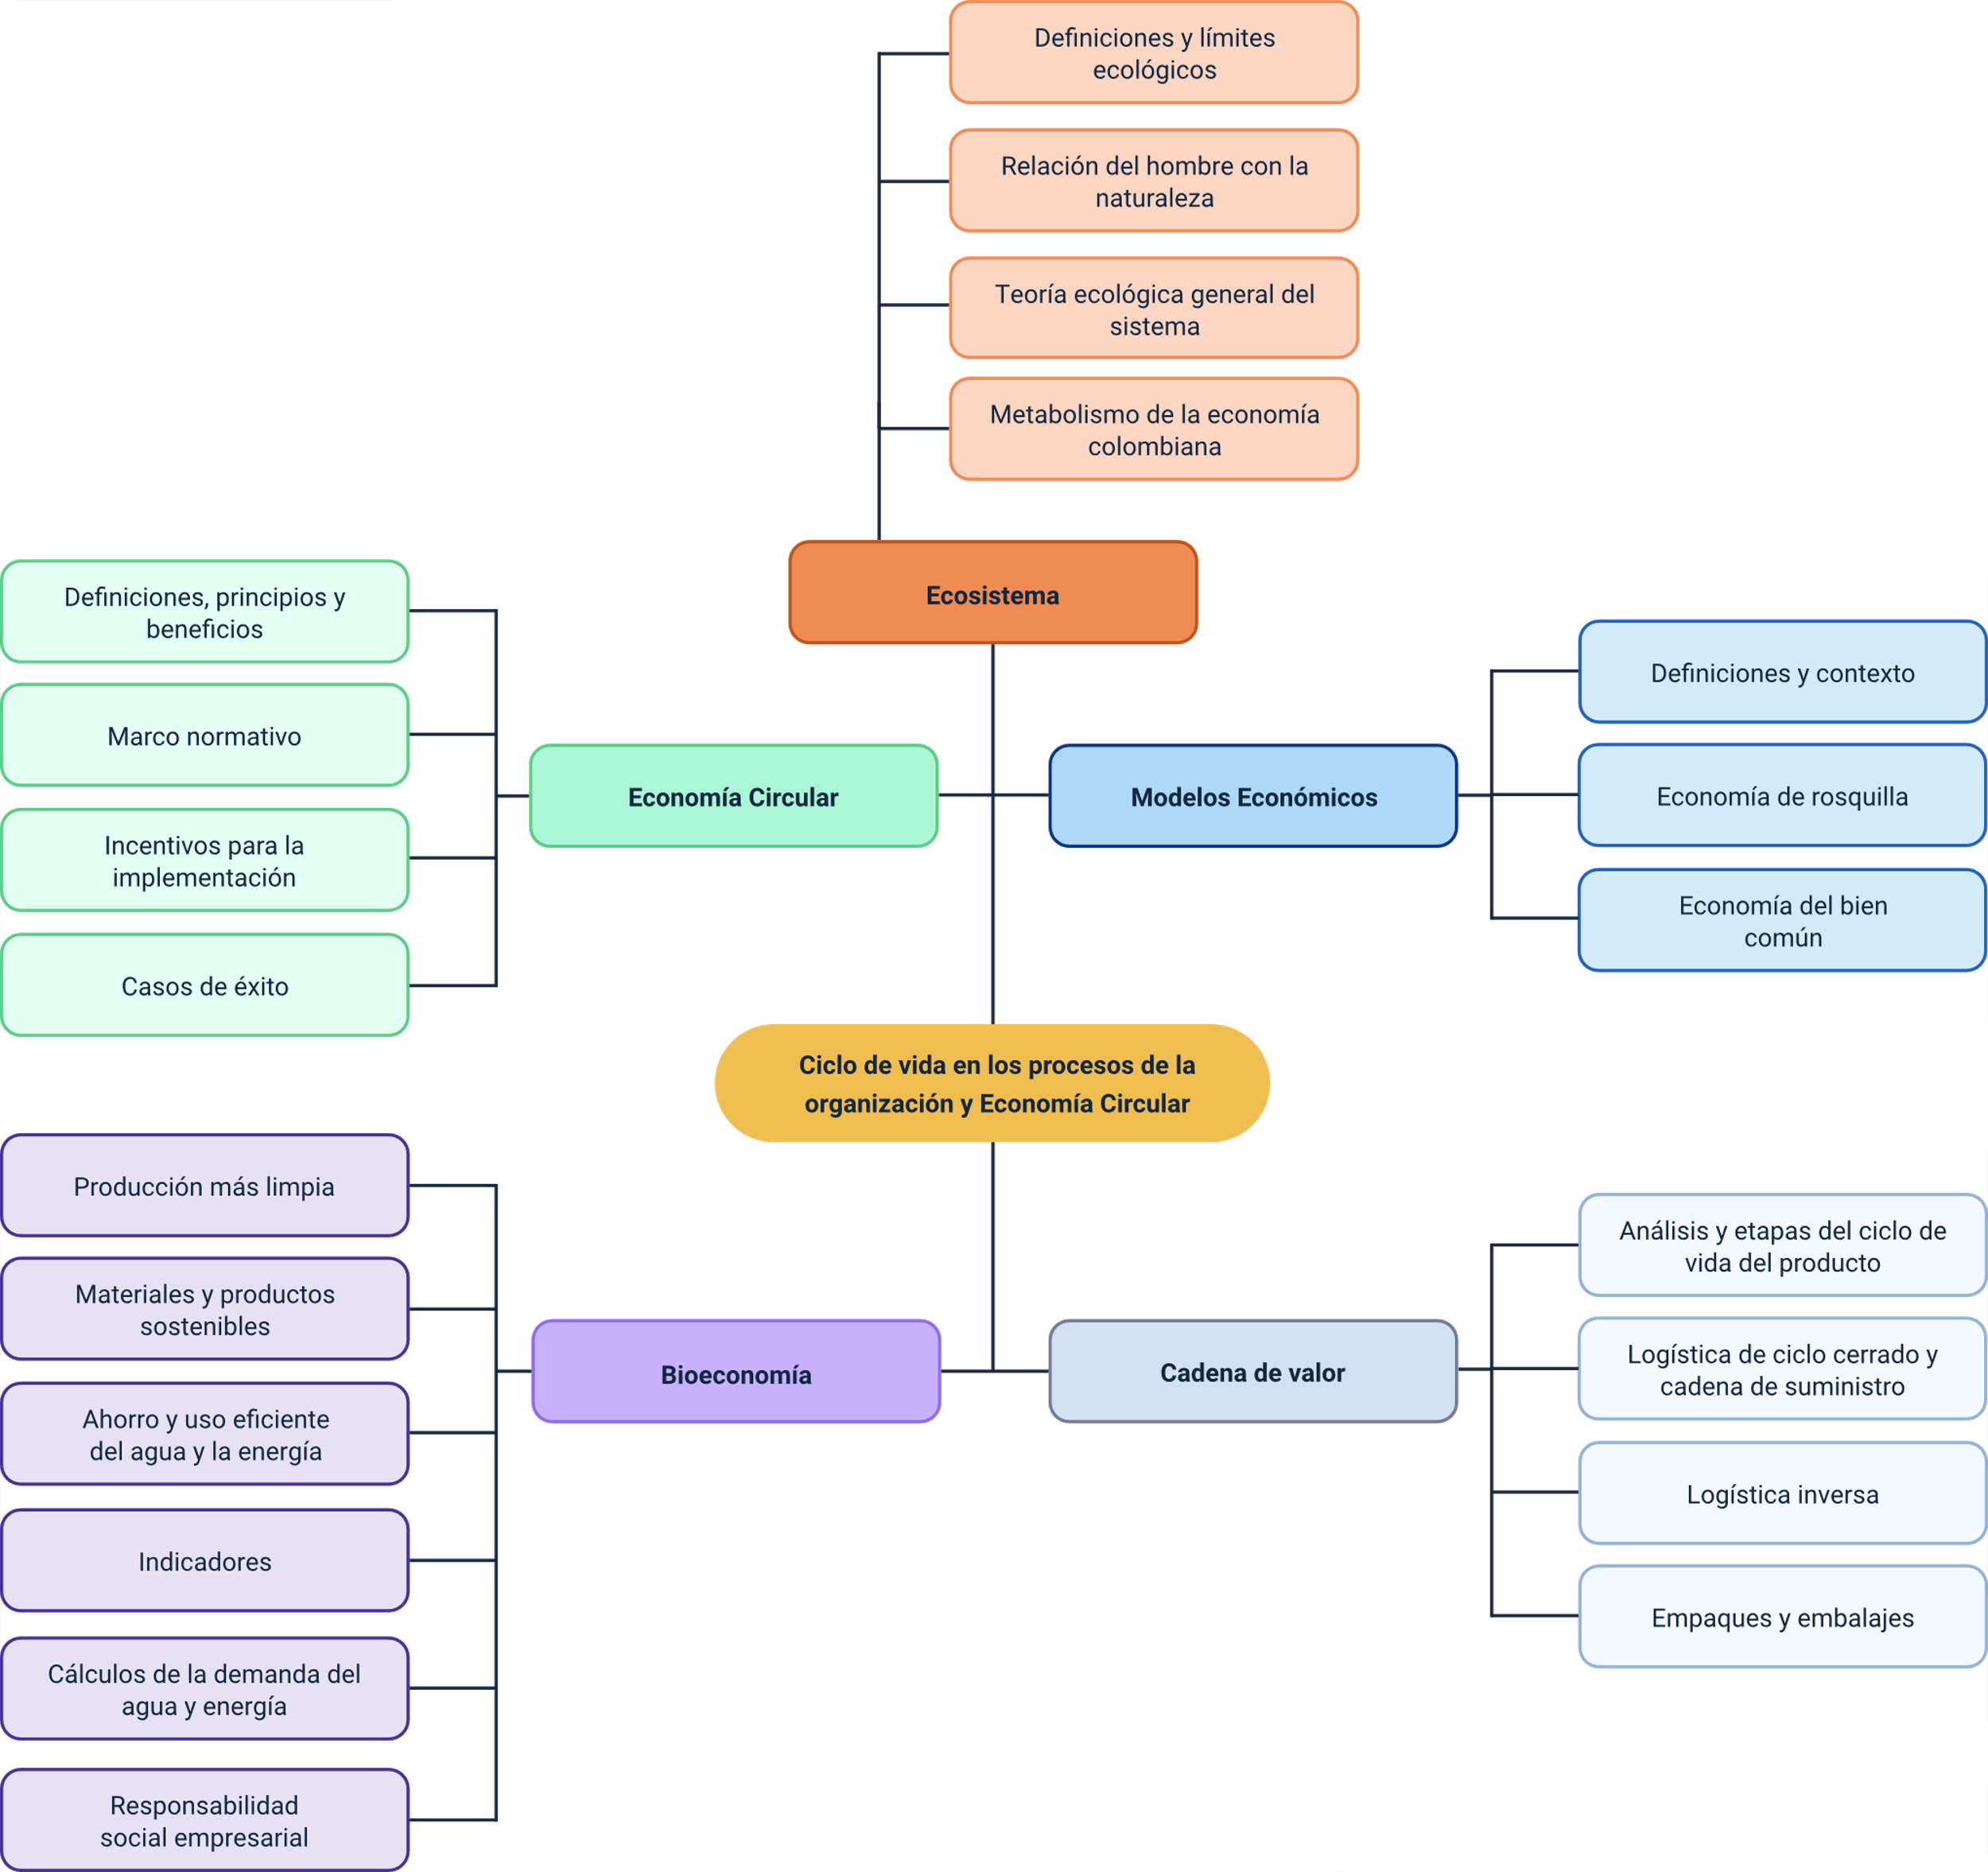 Definiciones y límites
ecológicos
Relación del hombre con la
naturaleza
Teoría ecológica general del
sistema
Metabolismo de la economía
colombiana
Ecosistema
Definiciones, principios y
beneficios
Marco normativo
Incentivos para la
implementación
Casos de éxito
Economía Circular
Modelos Económicos
Definiciones y contexto
Economía de rosquilla
Economía del bien
común
Ciclo de vida en los procesos de la
organización y Economía Circular
Producción más limpia
Materiales y productos
sostenibles
Ahorro y uso eficiente
del agua y la energía
Indicadores
Cálculos de la demanda del
agua y energía
Responsabilidad
social empresarial
Bioeconomía
Cadena de valor
Análisis y etapas del ciclo de
vida del producto
Logística de ciclo cerrado y
cadena de suministro
Logística inversa
Empaques y embalajes